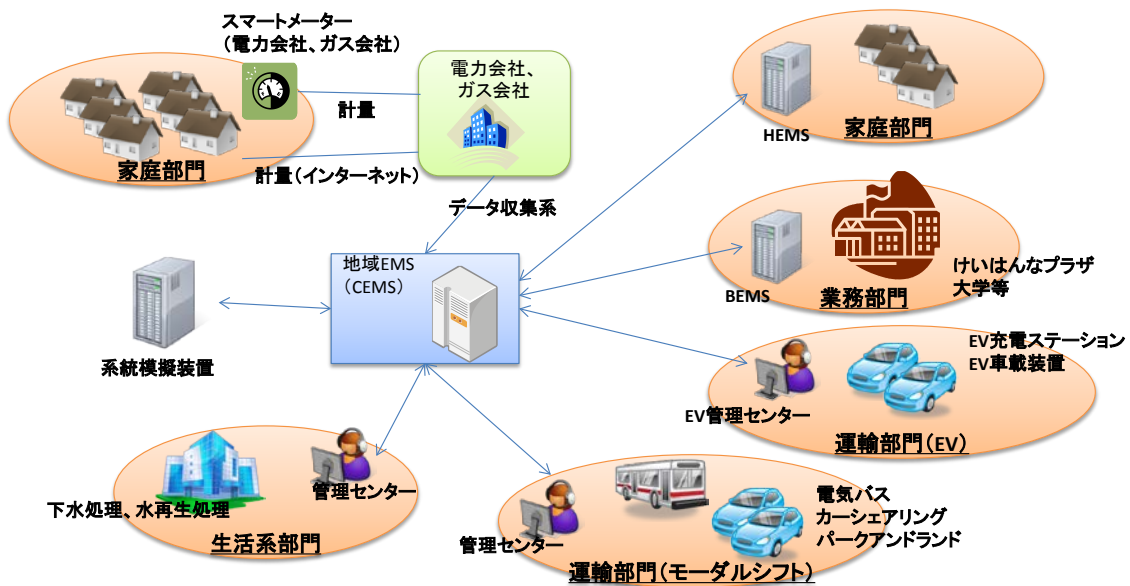 スマートメーター
(電力会社、ガス会社)
電力会社、
ガス会社
計量
計量(インターネット)
家庭部門
データ収集系
HEMS
家庭部門
地域EMS
(CEMS)
BEMS
業務部門
けいはんなプラザ
大学等
系統模擬装置
EV充電ステーション
EV車載装置
EV管理センター
運輸部門(EV)
管理センター
下水処理、水再生処理
生活系部門
管理センター
電気バス
カーシェアリング
パークアンドランド
運輸部門(モーダルシフト)